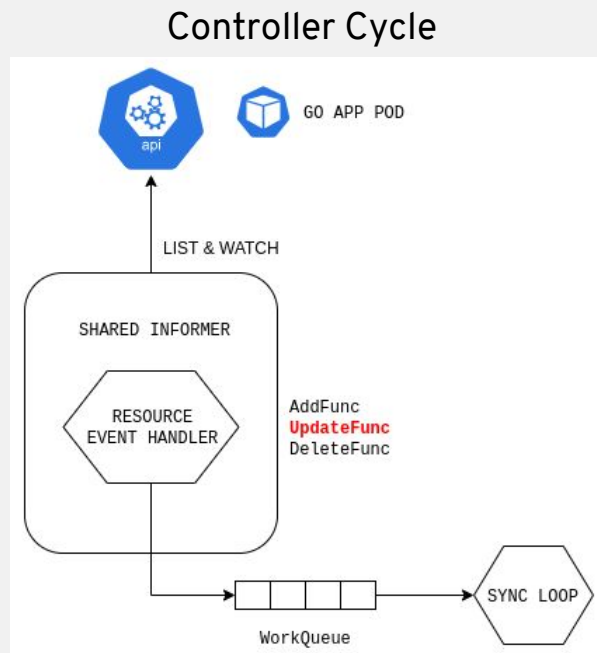 Controller Cycle
api
GO APP POD
LIST & WATCH
SHARED INFORMER
RESOURCE
EVENT HANDLER
AddFunc
UpdateFunc
DeleteFunc
SYNC LOOP
WorkQueue